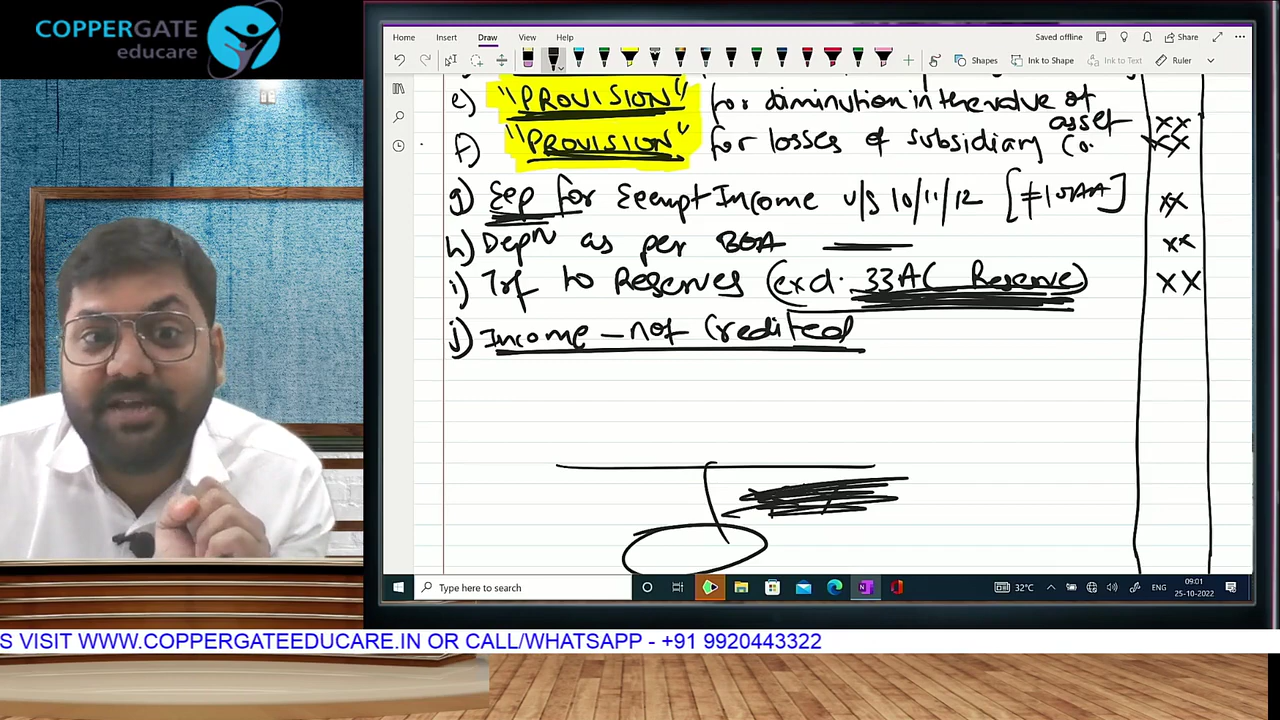 COPPERGATE
educare
Home Insert Draw View Help
Saved offline
Share
Shapes Ink to Shape Ink to Text Ruler
e) "PROVISION" for diminution in the value of
asset XX
f) "PROVISION" for losses of subsidiary Co. XX
g) Exp for Exempt Income u/s 10/11/12 XX
h) Depn as per BOA XX
i) Trf to Reserves (excl. 33AC Reserve) XX
j) Income - not Credited
Type here to search
32°C
ENG
09:01
25-10-2022
S VISIT WWW.COPPERGATEEDUCARE.IN OR CALL/WHATSAPP - +91 9920443322